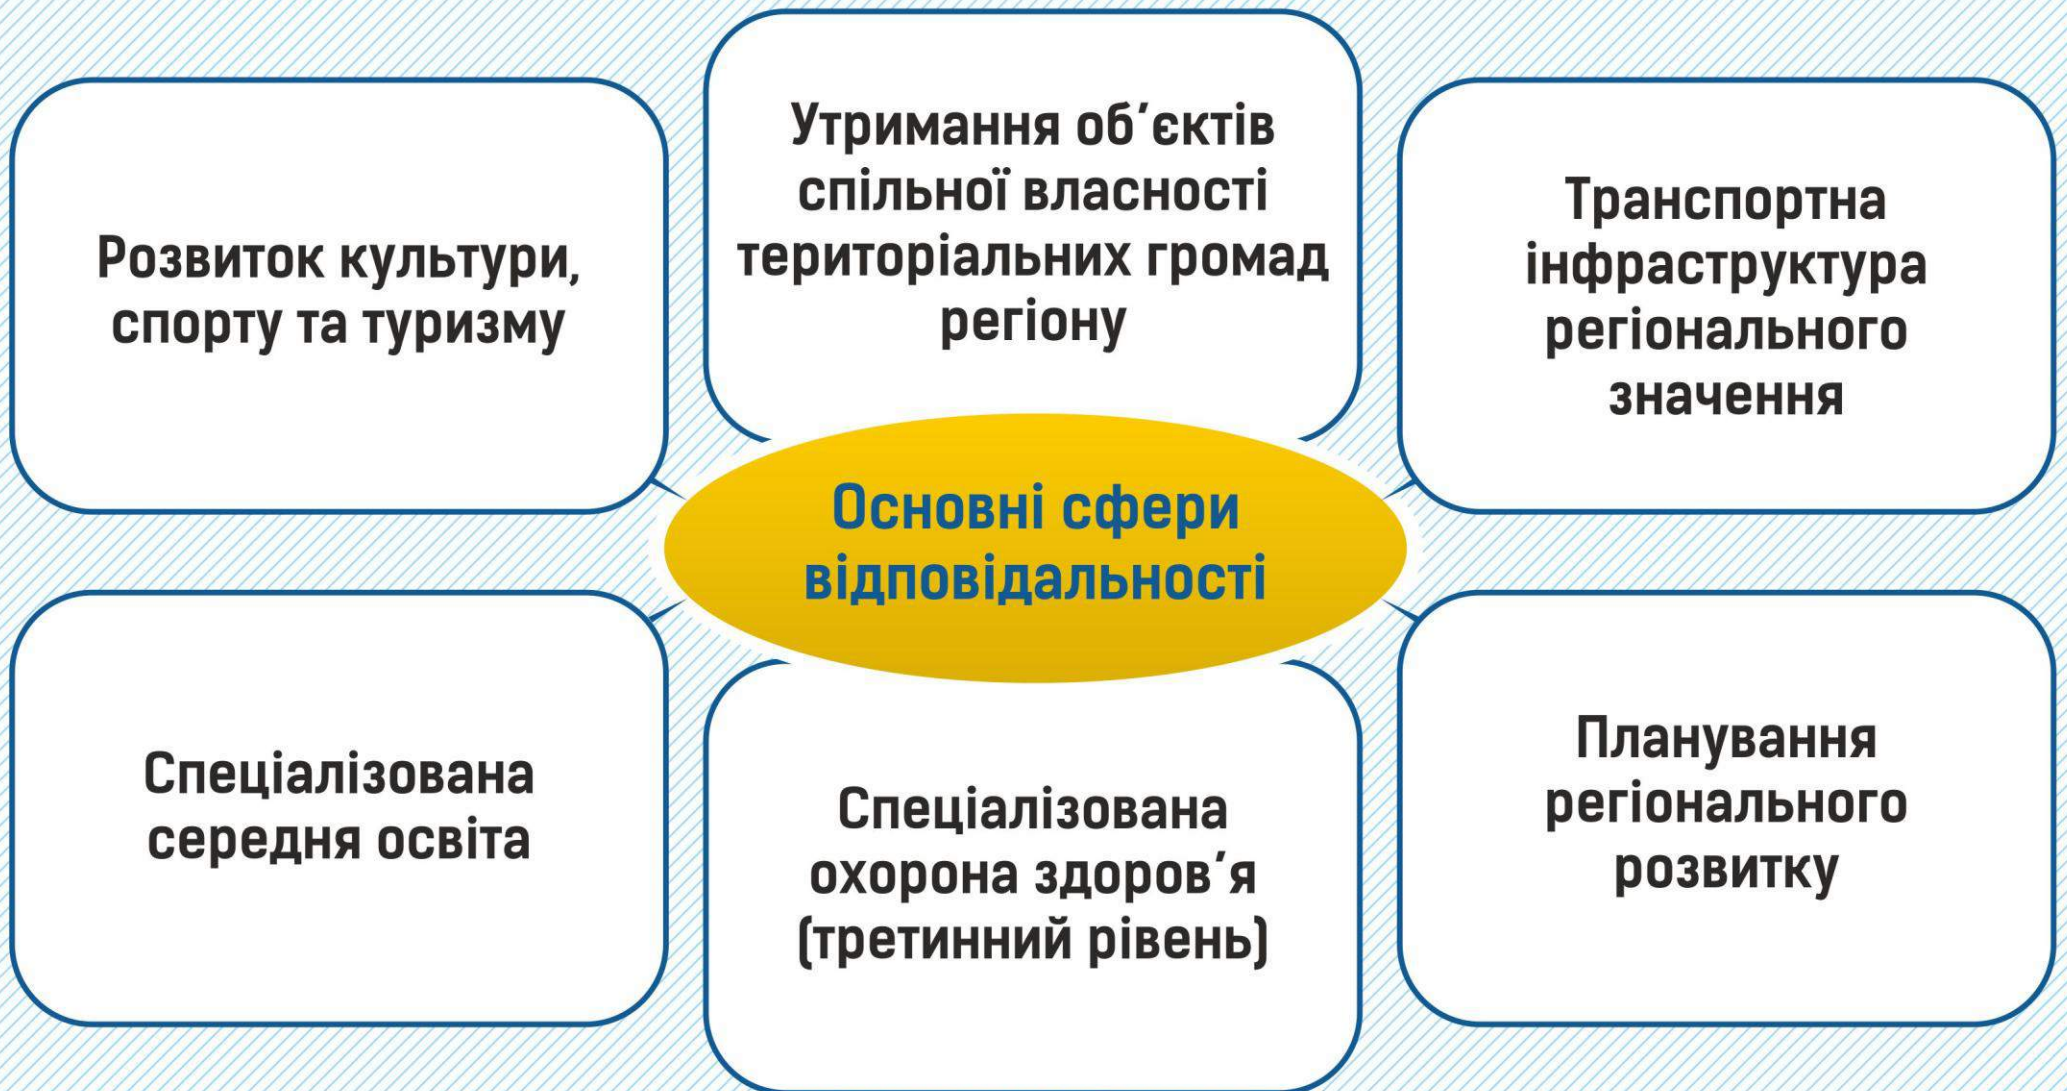 Розвиток культури,
спорту та туризму
Утримання об’єктів
спільної власності
територіальних громад
регіону
Транспортна
інфраструктура
регіонального
значення
Основні сфери
відповідальності
Спеціалізована
середня освіта
Спеціалізована
охорона здоров’я
(третинний рівень)
Планування
регіонального
розвитку